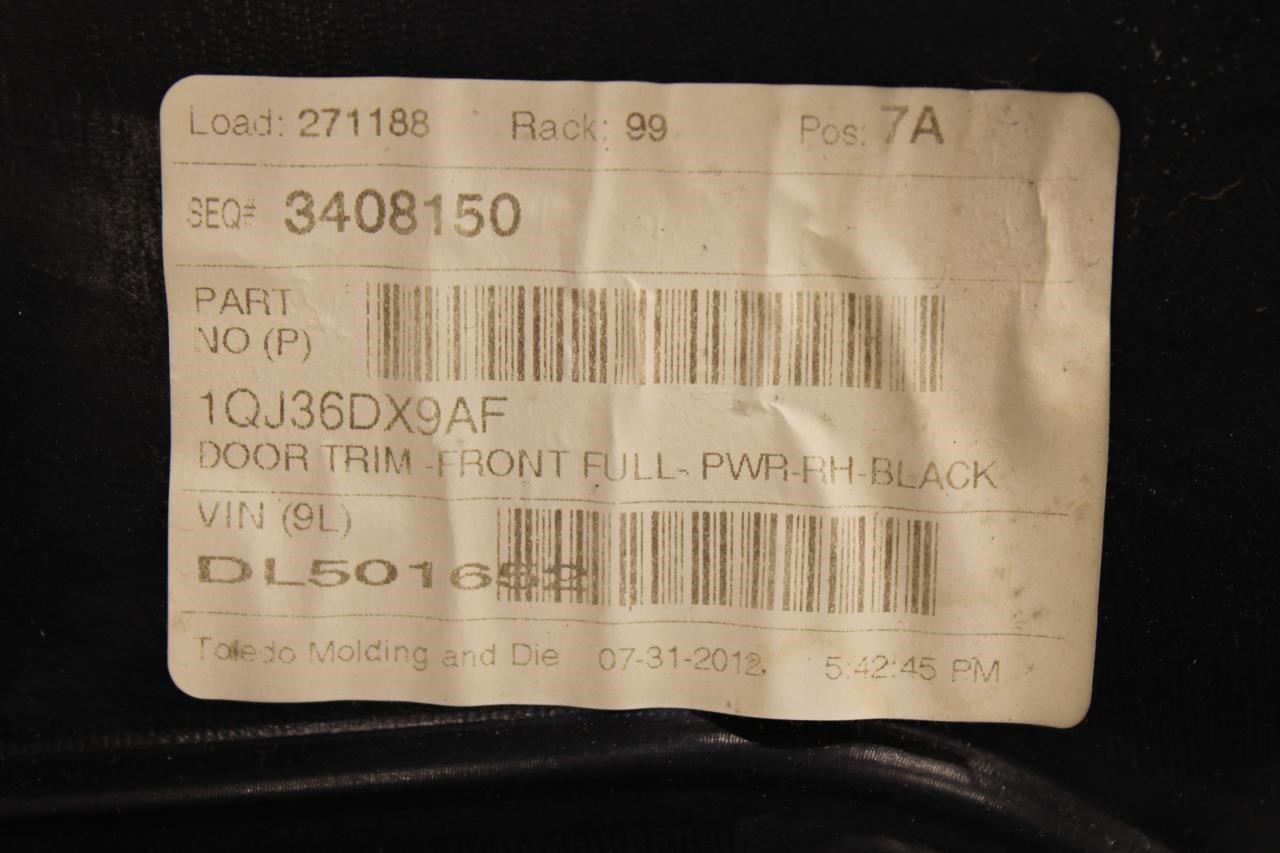 Load: 271188 Rack: 99 Pos: 7A
SEQ# 3408150
PART
NO (P)
1QJ36DX9AF
DOOR TRIM -FRONT FULL- PWR-RH-BLACK
VIN (9L)
DL501652
Toledo Molding and Die 07-31-2012 5:42:45 PM